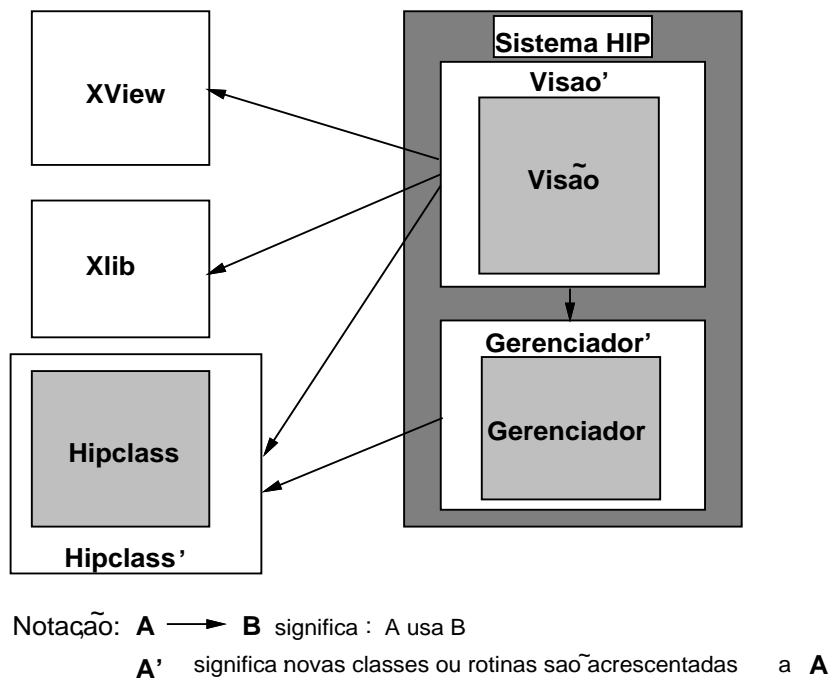 XView
Xlib
Hipclass
Hipclass’
Sistema HIP
Visao’
Visão
Gerenciador’
Gerenciador
Notação: A → B significa : A usa B
A’ significa novas classes ou rotinas sao~acrescentadas a A